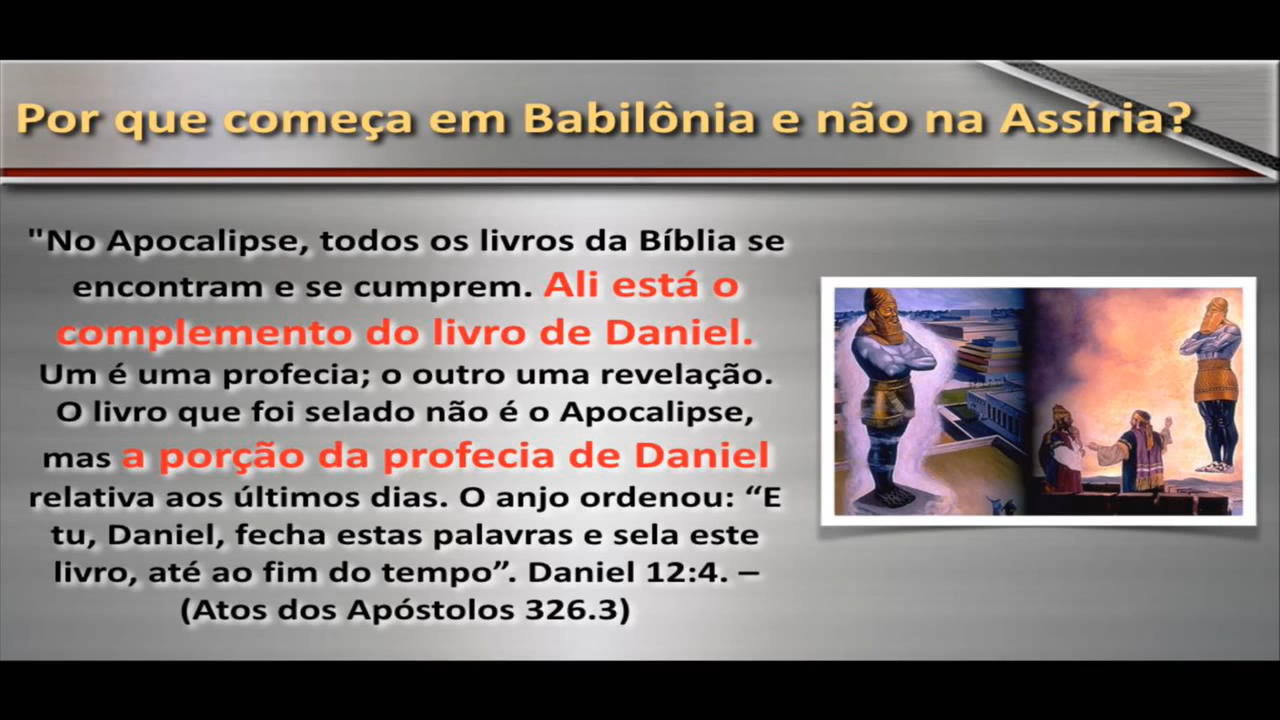 Por que começa em Babilônia e não na Assíria?
"No Apocalipse, todos os livros da Bíblia se
encontram e se cumprem. Ali está o
complemento do livro de Daniel.
Um é uma profecia; o outro uma revelação.
O livro que foi selado não é o Apocalipse,
mas a porção da profecia de Daniel
relativa aos últimos dias. O anjo ordenou: “E
tu, Daniel, fecha estas palavras e sela este
livro, até ao fim do tempo”. Daniel 12:4. –
(Atos dos Apóstolos 326.3)